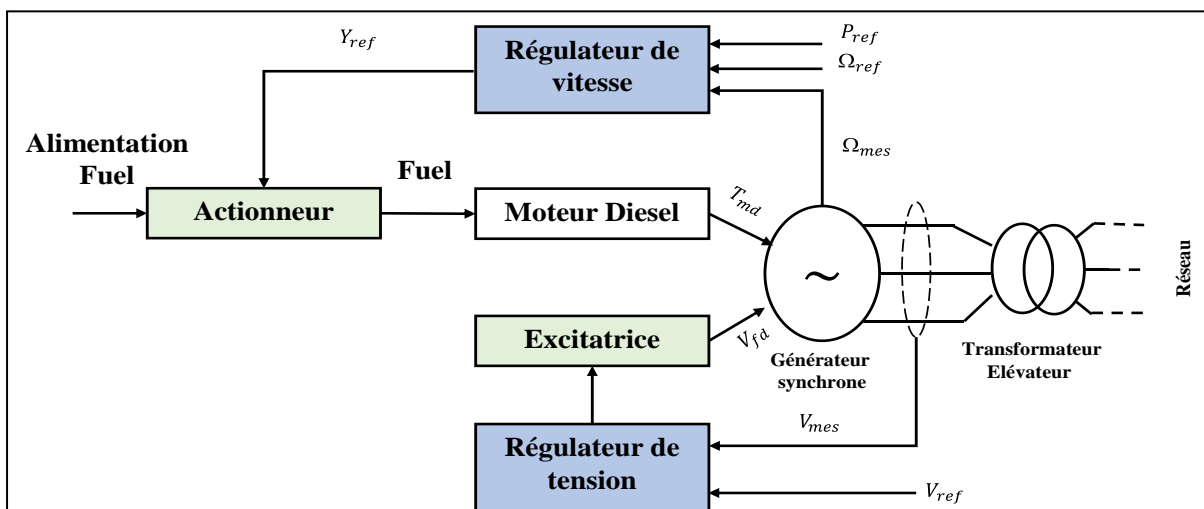 Y_ref
Régulateur de
vitesse
P_ref
Ω_ref
Ω_mes
Alimentation
Fuel
Actionneur
Fuel
Moteur Diesel
T_md
~
Réseau
Excitatrice
V_fd
Générateur
synchrone
Transformateur
Elévateur
Régulateur de
tension
V_mes
V_ref